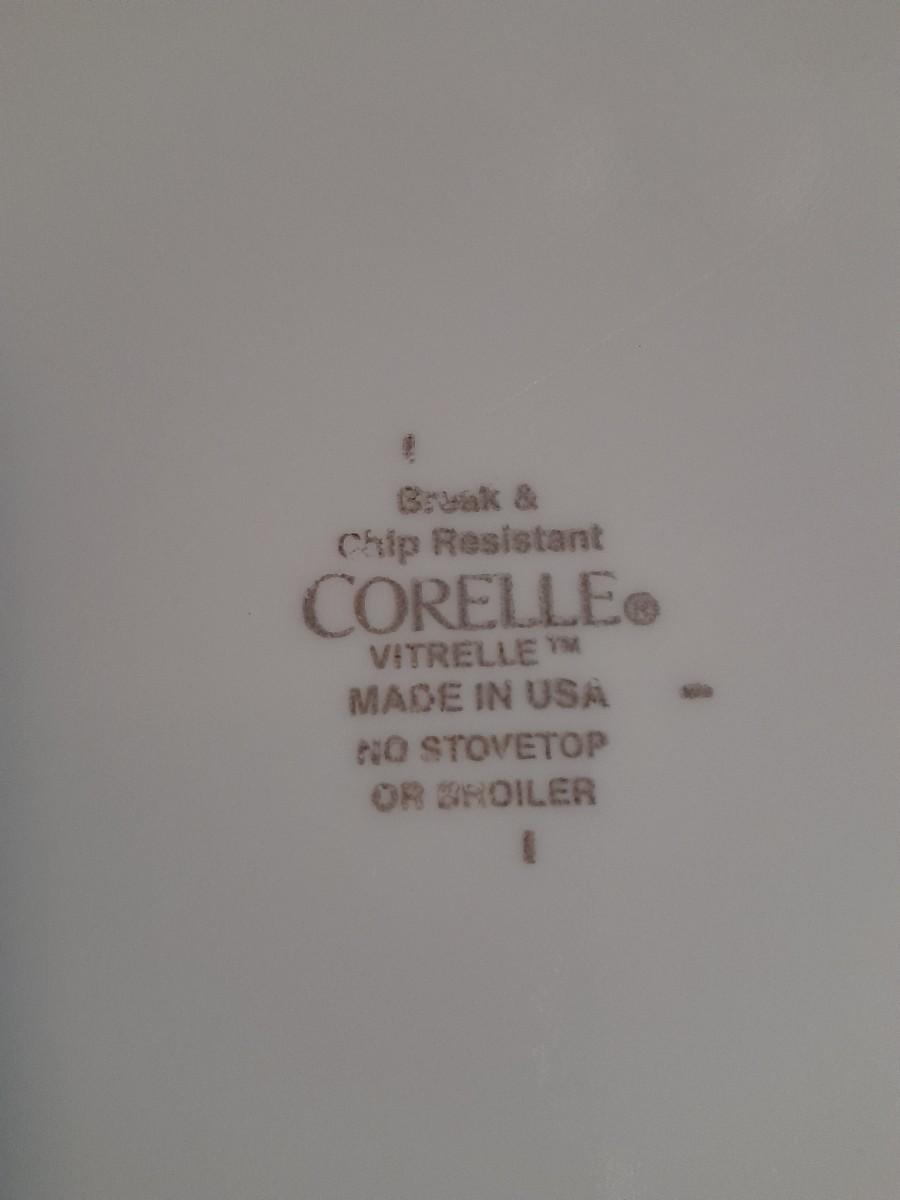 Break &
Chip Resistant
CORELLE®
VITRELLE™
MADE IN USA
NO STOVETOP
OR BROILER